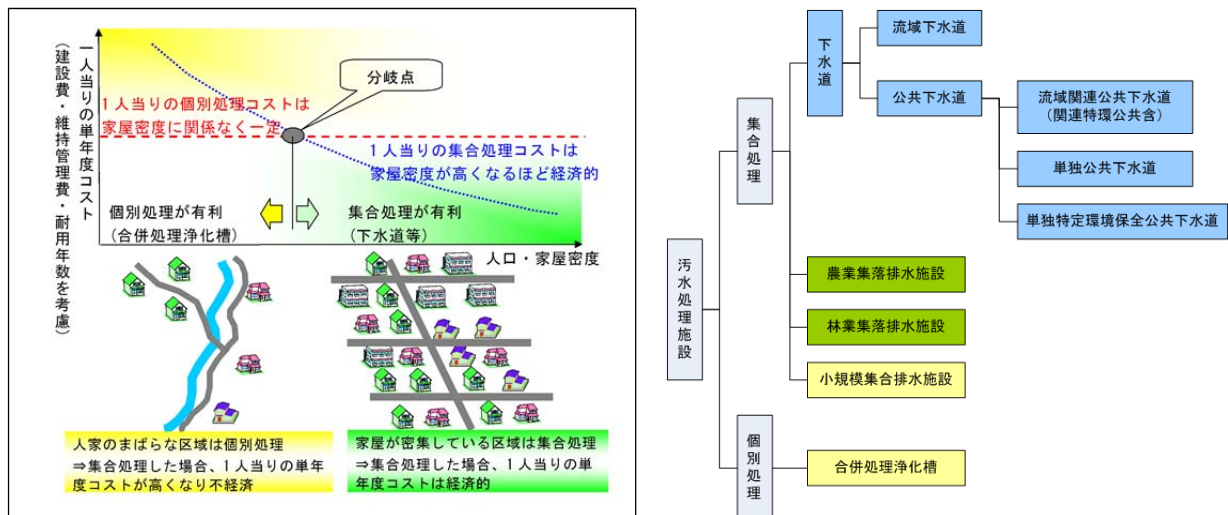 一人当りの単年度コスト
（建設費・維持管理費・耐用年数を考慮）
分岐点
１人当りの個別処理コストは
家屋密度に関係なく一定
１人当りの集合処理コストは
家屋密度が高くなるほど経済的
個別処理が有利
(合併処理浄化槽)
集合処理が有利
(下水道等)
人口・家屋密度
人家のまばらな区域は個別処理
⇒集合処理した場合、１人当りの単年
度コストが高くなり不経済
家屋が密集している区域は集合処理
⇒集合処理した場合、１人当りの単
年度コストは経済的
汚水処理施設
集合処理
個別処理
下水道
流域下水道
公共下水道
流域関連公共下水道
（関連特環公共含）
単独公共下水道
単独特定環境保全公共下水道
農業集落排水施設
林業集落排水施設
小規模集合排水施設
合併処理浄化槽